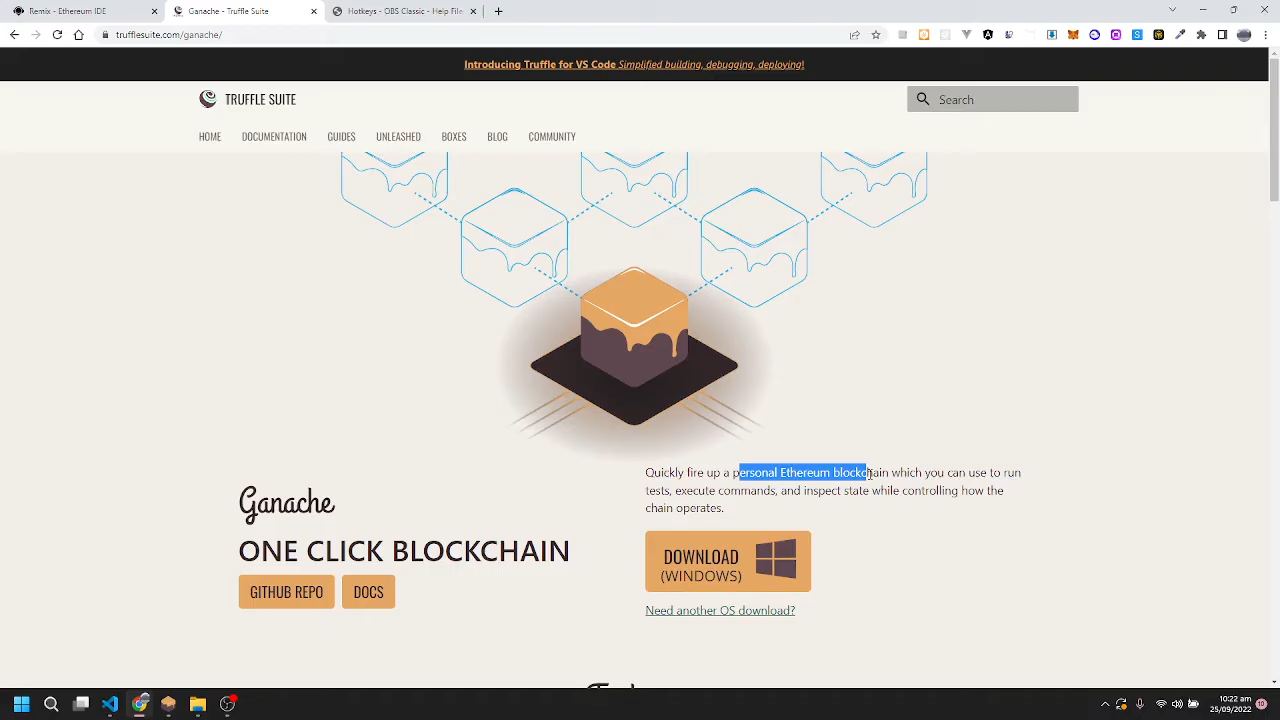 Remix - Ethereum IDE
Ganache - Truffle Suite
Hotkeys - OBS Classic - Help File
trufflesuite.com/ganache/
Introducing Truffle for VS Code Simplified building, debugging, deploying!
TRUFFLE SUITE
Search
HOME DOCUMENTATION GUIDES UNLEASHED BOXES BLOG COMMUNITY
Ganache
ONE CLICK BLOCKCHAIN
GITHUB REPO DOCS
Quickly fire up a personal Ethereum blockchain which you can use to run
tests, execute commands, and inspect state while controlling how the
chain operates.
DOWNLOAD
(WINDOWS)
Need another OS download?
10:22 am
25/09/2022